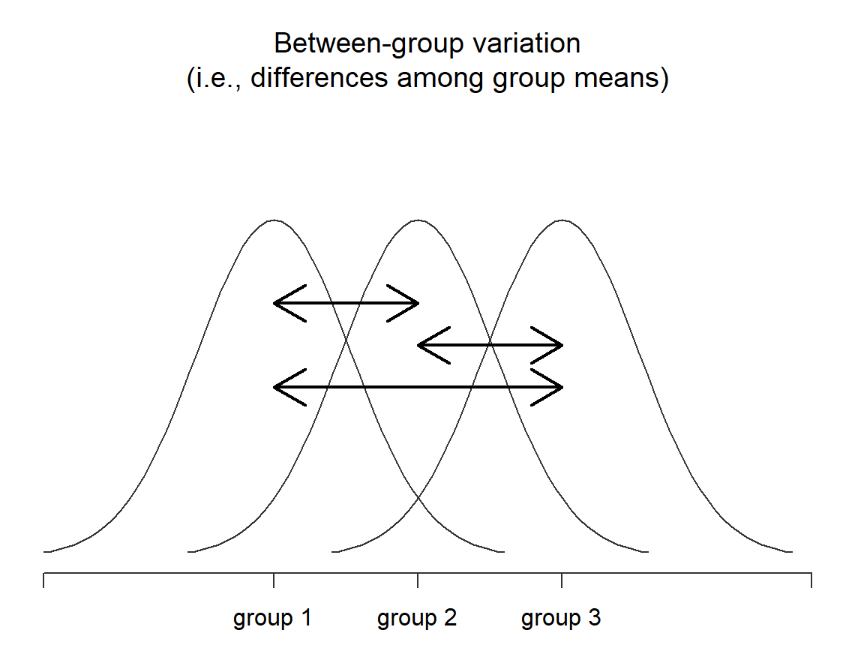 Between-group variation
(i.e., differences among group means)
group 1 group 2 group 3